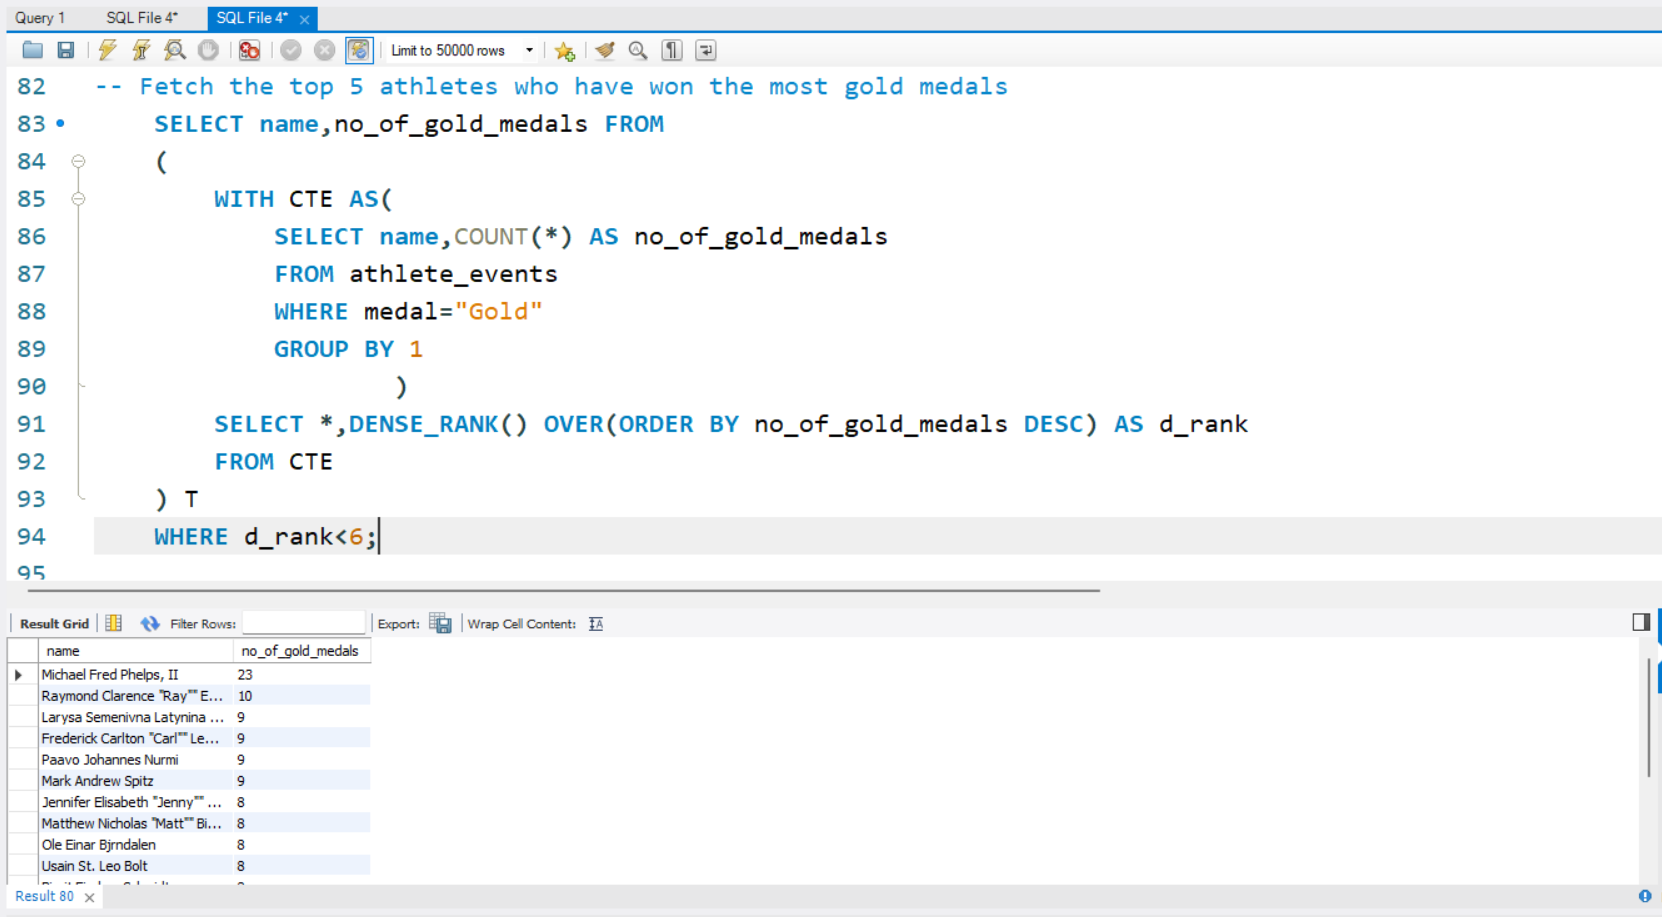 Query 1 SQL File 4* SQL File 4*
Limit to 50000 rows
82 -- Fetch the top 5 athletes who have won the most gold medals
83 SELECT name,no_of_gold_medals FROM
84 (
85 WITH CTE AS(
86 SELECT name,COUNT(*) AS no_of_gold_medals
87 FROM athlete_events
88 WHERE medal="Gold"
89 GROUP BY 1
90 )
91 SELECT *,DENSE_RANK() OVER(ORDER BY no_of_gold_medals DESC) AS d_rank
92 FROM CTE
93 ) T
94 WHERE d_rank<6;
95
Result Grid Filter Rows: Export: Wrap Cell Content:
name no_of_gold_medals
Michael Fred Phelps, II 23
Raymond Clarence "Ray"" E... 10
Larysa Semenivna Latynina ... 9
Frederick Carlton "Carl"" Le... 9
Paavo Johannes Nurmi 9
Mark Andrew Spitz 9
Jennifer Elisabeth "Jenny"" ... 8
Matthew Nicholas "Matt"" Bi... 8
Ole Einar Bjrndalen 8
Usain St. Leo Bolt 8
Result 80